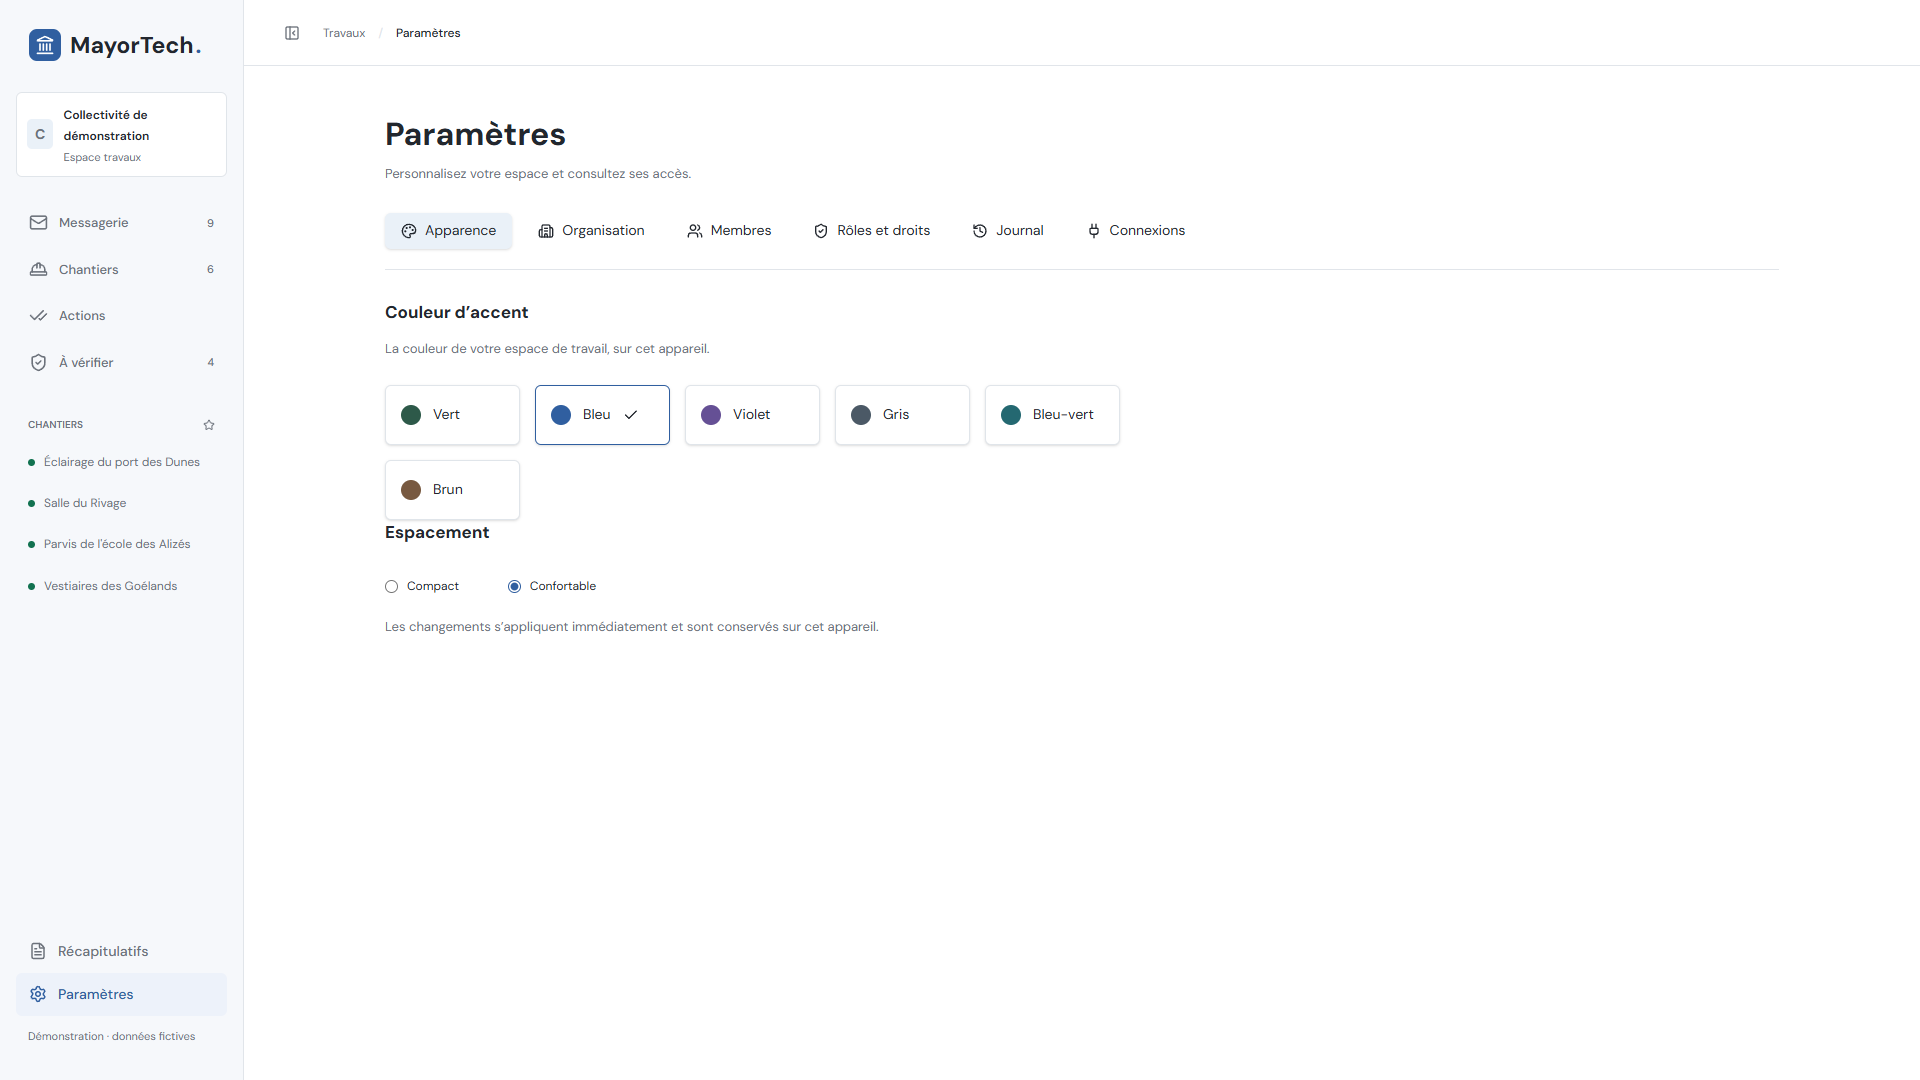 MayorTech.
Collectivité de
démonstration
Espace travaux
C
Messagerie 9
Chantiers 6
Actions
À vérifier 4
CHANTIERS
Éclairage du port des Dunes
Salle du Rivage
Parvis de l'école des Alizés
Vestiaires des Goélands
Récapitulatifs
Paramètres
Démonstration · données fictives
Travaux / Paramètres
Paramètres
Personnalisez votre espace et consultez ses accès.
Apparence Organisation Membres Rôles et droits Journal Connexions
Couleur d’accent
La couleur de votre espace de travail, sur cet appareil.
Vert Bleu Violet Gris Bleu-vert
Brun
Espacement
Compact Confortable
Les changements s’appliquent immédiatement et sont conservés sur cet appareil.